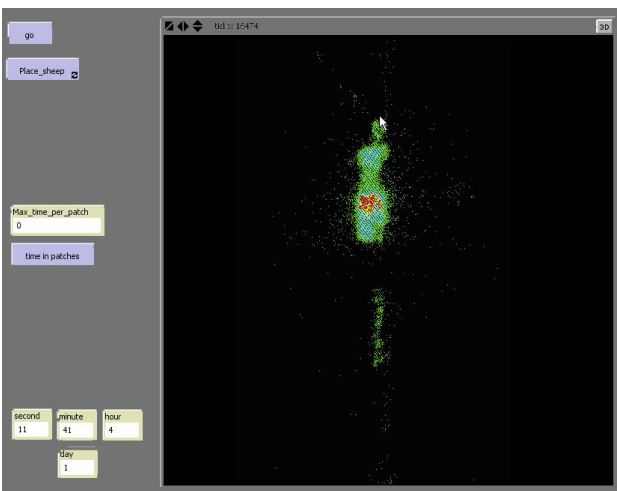 go
ticks: 16474
3D
Place_sheep
Max_time_per_patch
0
time in patches
second
minute
hour
11
41
4
day
1